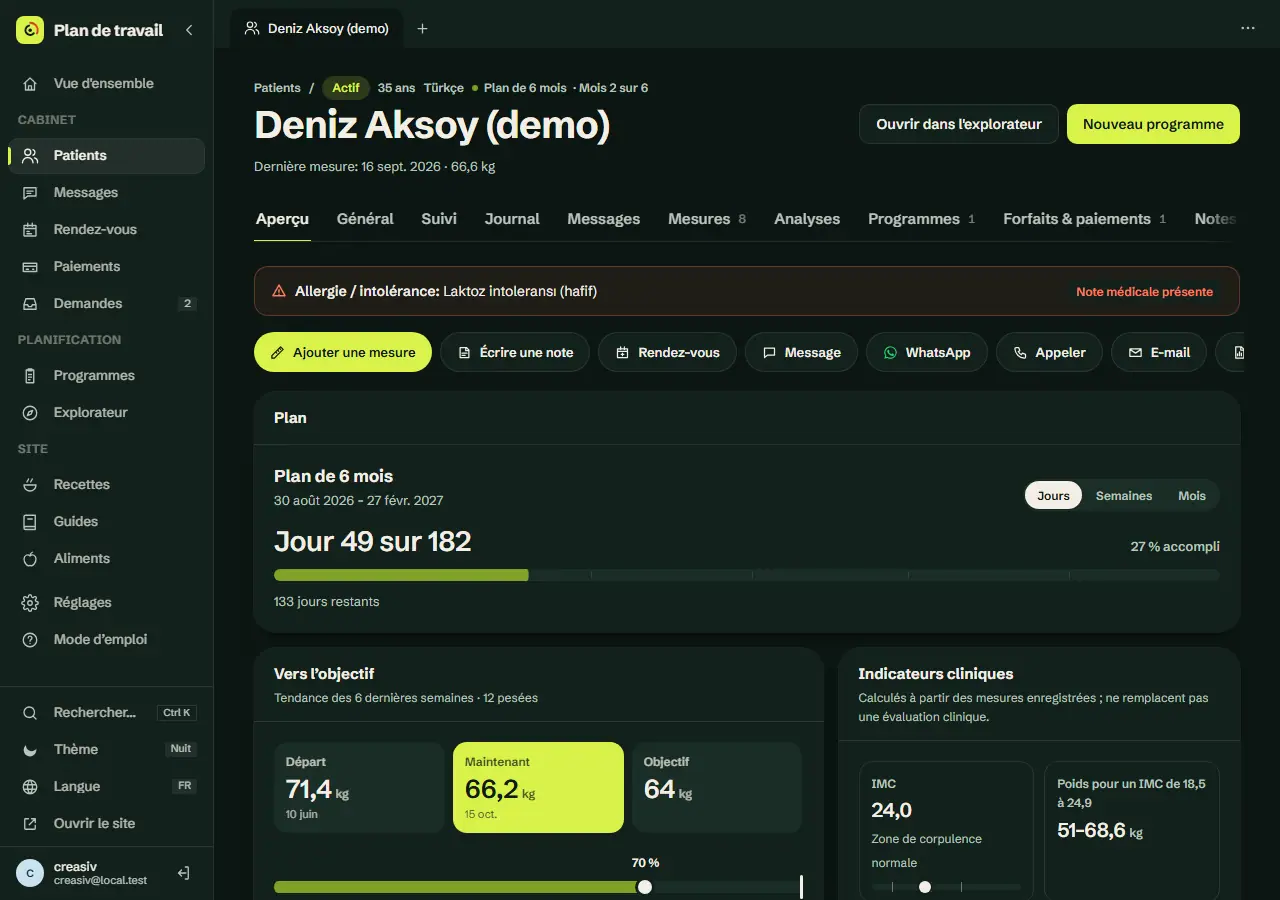 Plan de travail
Vue d'ensemble
CABINET
Patients
Messages
Rendez-vous
Paiements
Demandes 2
PLANIFICATION
Programmes
Explorateur
SITE
Recettes
Guides
Aliments
Réglages
Mode d'emploi
Rechercher... Ctrl K
Thème Nuit
Langue FR
Ouvrir le site
C
creasiv
creasiv@local.test
Deniz Aksoy (demo)
Patients / Actif 35 ans Türkçe • Plan de 6 mois · Mois 2 sur 6
Deniz Aksoy (demo)
Dernière mesure: 16 sept. 2026 · 66,6 kg
Ouvrir dans l'explorateur
Nouveau programme
Aperçu Général Suivi Journal Messages Mesures 8 Analyses Programmes 1 Forfaits & paiements 1 Notes
Allergie / intolérance: Laktoz intoleransı (hafif)
Note médicale présente
Ajouter une mesure Écrire une note Rendez-vous Message WhatsApp Appeler E-mail
Plan
Plan de 6 mois
30 août 2026 – 27 févr. 2027
Jours Semaines Mois
Jour 49 sur 182
27 % accompli
133 jours restants
Vers l'objectif
Tendance des 6 dernières semaines · 12 pesées
Départ
71,4 kg
10 juin
Maintenant
66,2 kg
15 oct.
Objectif
64 kg
70 %
Indicateurs cliniques
Calculés à partir des mesures enregistrées ; ne remplacent pas
une évaluation clinique.
IMC
24,0
Zone de corpulence
normale
Poids pour un IMC de 18,5
à 24,9
51–68,6 kg